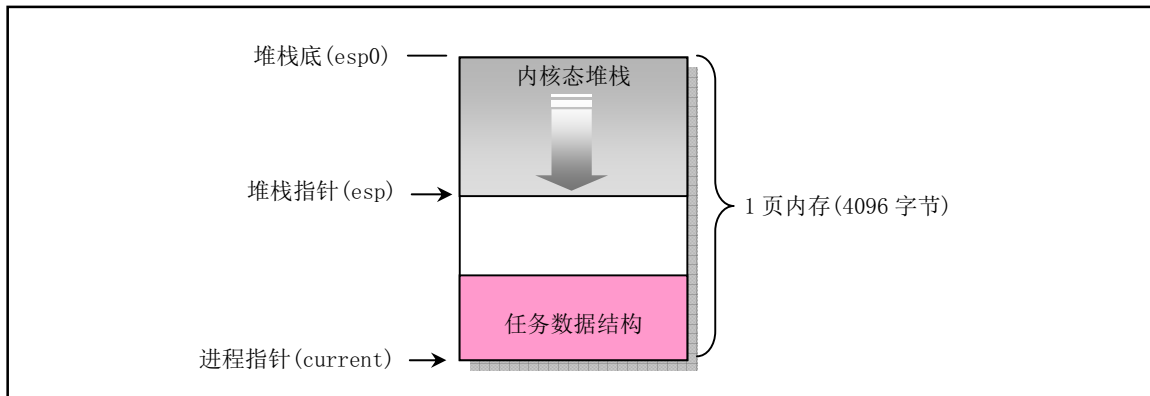 堆栈底(esp0)
内核态堆栈
堆栈指针(esp)
1 页内存(4096 字节)
任务数据结构
进程指针(current)